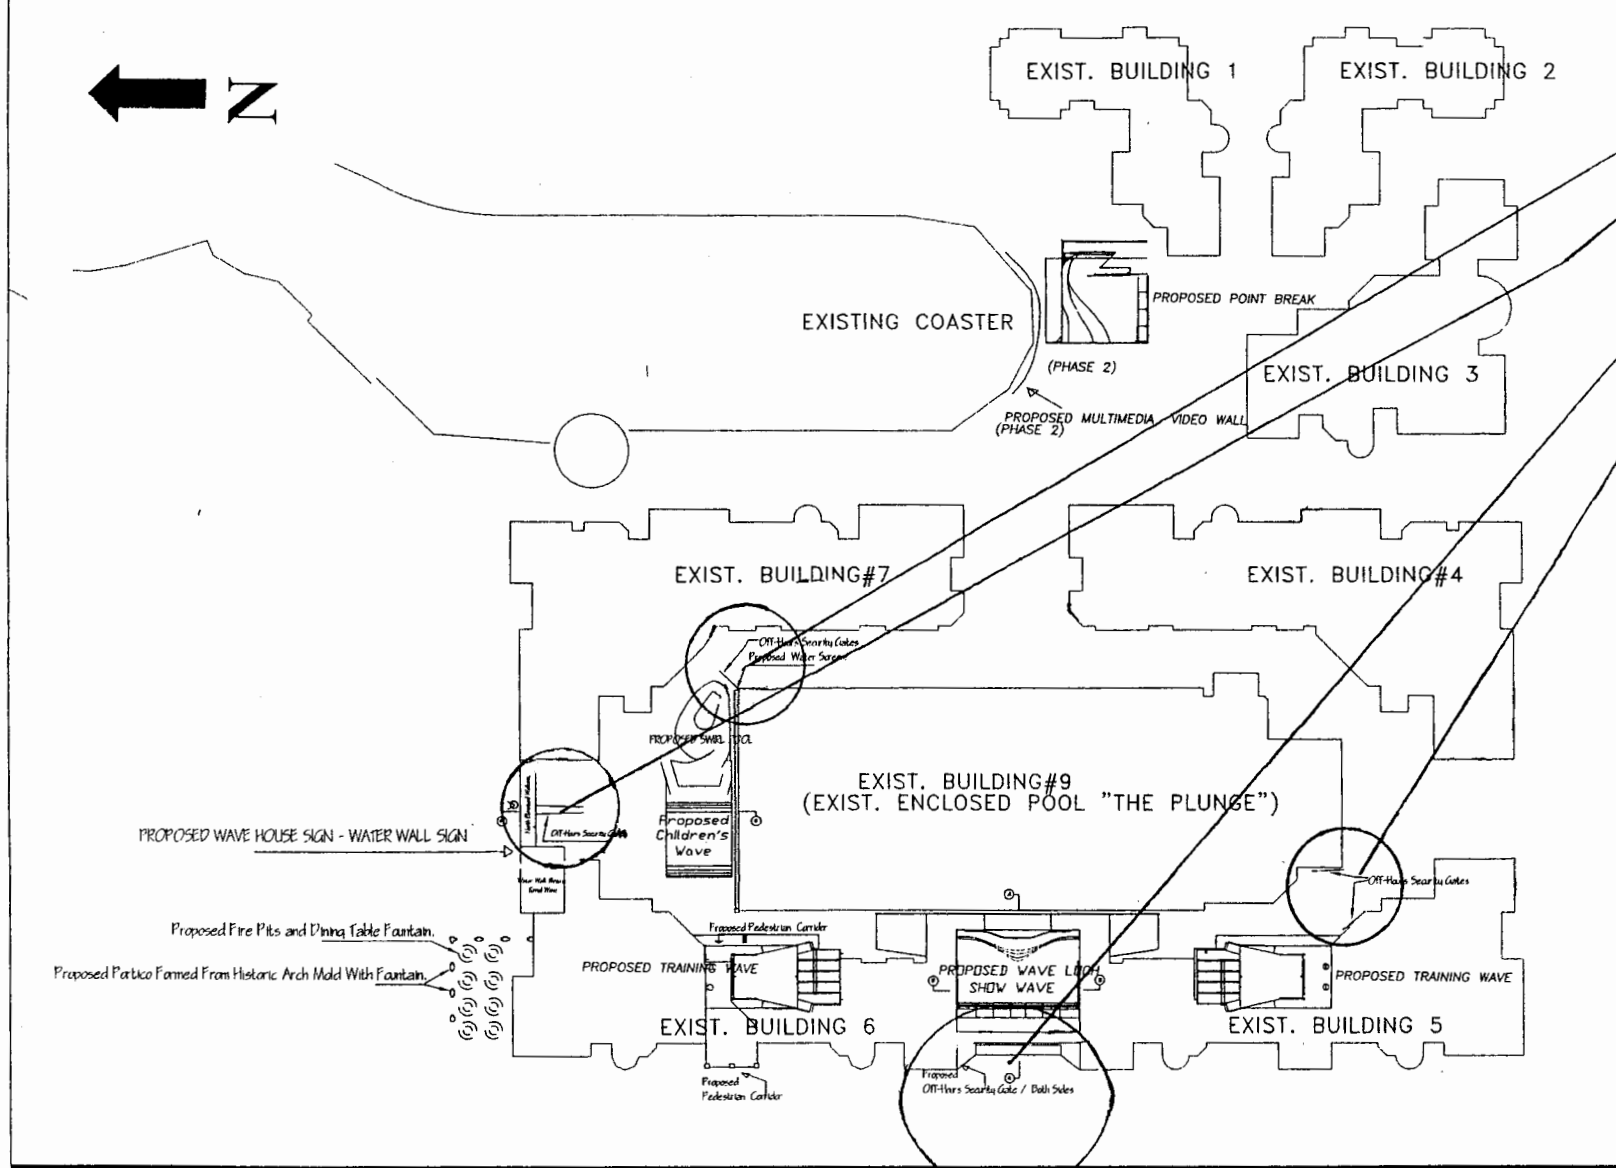 N
EXIST. BUILDING 1
EXIST. BUILDING 2
PROPOSED POINT BREAK
EXISTING COASTER
(PHASE 2)
EXIST. BUILDING 3
PROPOSED MULTIMEDIA VIDEO WALL
(PHASE 2)
EXIST. BUILDING#7
EXIST. BUILDING#4
Off-Hours Security Gates
Proposed Water Screen
PROPOSED SWIRL POOL
EXIST. BUILDING#9
(EXIST. ENCLOSED POOL "THE PLUNGE")
Proposed
Children's
Wave
PROPOSED WAVE HOUSE SIGN - WATER WALL SIGN
Off-Hours Security Gates
Off-Hours Security Gates
Proposed Fire Pits and Dining Table Fountain.
Proposed Pedestrian Corridor
Proposed Portico Formed From Historic Arch Mold With Fountain.
PROPOSED TRAINING WAVE
PROPOSED WAVE LOCH
SHOW WAVE
PROPOSED TRAINING WAVE
EXIST. BUILDING 6
EXIST. BUILDING 5
Proposed
Pedestrian Corridor
Proposed
Off-Hours Security Gate / Both Sides